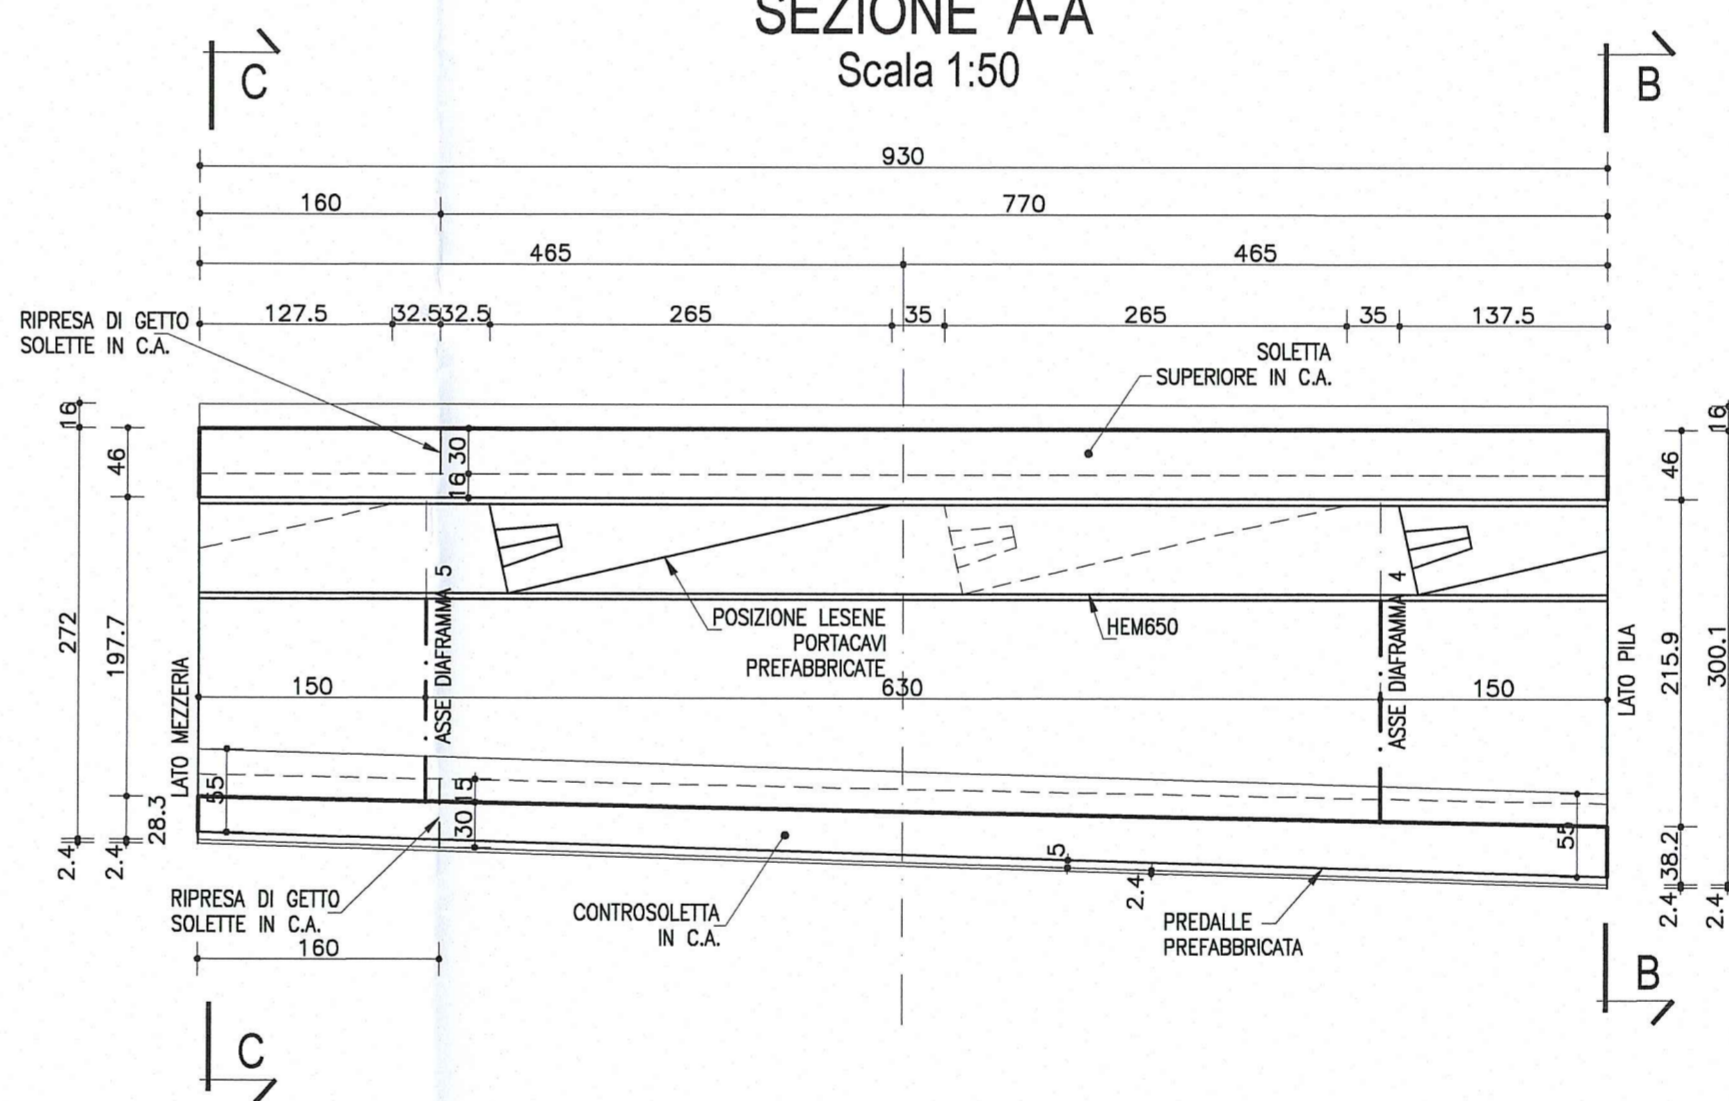 SEZIONE A-A
Scala 1:50
C
B
930
160
770
465
465
127.5
32.5
32.5
265
35
265
35
137.5
RIPRESA DI GETTO
SOLETTE IN C.A.
SOLETTA
SUPERIORE IN C.A.
16
46
30
16
16
46
272
197.7
POSIZIONE LESENE
PORTACAVI
PREFABBRICATE
HEM650
ASSE DIAFRAMMA 5
ASSE DIAFRAMMA 4
LATO MEZZERIA
LATO PILA
215.9
300.1
150
630
150
55
15
30
28.3
2.4
2.4
5
2.4
55
38.2
2.4
2.4
RIPRESA DI GETTO
SOLETTE IN C.A.
CONTROSOLETTA
IN C.A.
PREDALLE
PREFABBRICATA
160
B
C